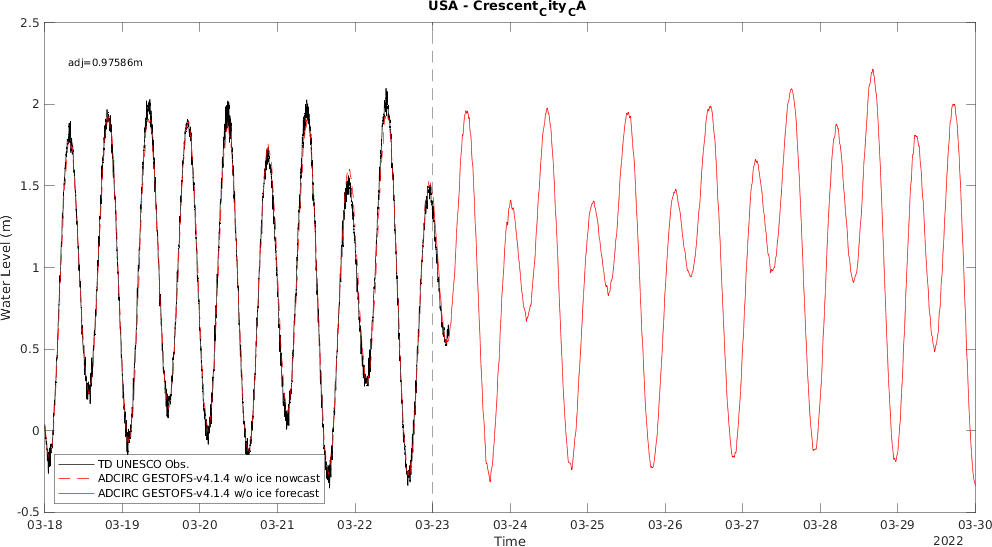 USA - CrescentCityCA
adj=0.97586m
2.5
2
1.5
1
0.5
0
-0.5
Water Level (m)
TD UNESCO Obs.
ADCIRC GESTOFS-v4.1.4 w/o ice nowcast
ADCIRC GESTOFS-v4.1.4 w/o ice forecast
03-18 03-19 03-20 03-21 03-22 03-23 03-24 03-25 03-26 03-27 03-28 03-29 03-30
Time
2022